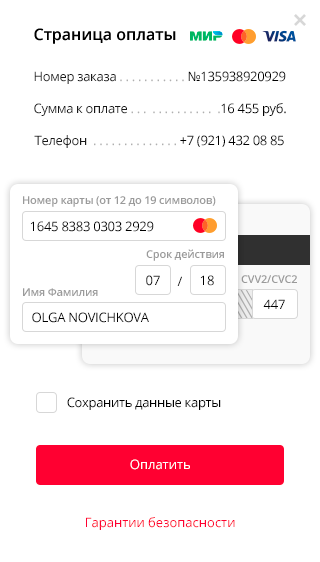 Страница оплаты МИР VISA
Номер заказа . . . . . . . . . . . №135938920929
Сумма к оплате . . . . . . . . . . . . .16 455 руб.
Телефон . . . . . . . . . . . . . . +7 (921) 432 08 85
Номер карты (от 12 до 19 символов)
1645 8383 0303 2929
Срок действия
07 / 18
CVV2/CVC2
447
Имя Фамилия
OLGA NOVICHKOVA
Сохранить данные карты
Оплатить
Гарантии безопасности